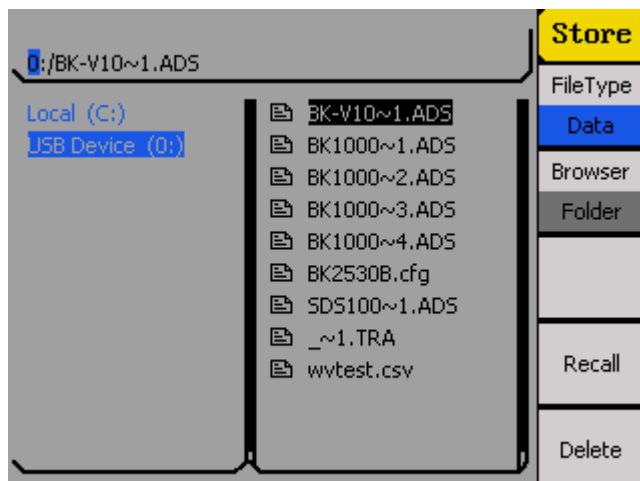 0:/BK-V10~1.ADS
Local (C:)
USB Device (0:)
BK-V10~1.ADS
BK1000~1.ADS
BK1000~2.ADS
BK1000~3.ADS
BK1000~4.ADS
BK2530B.cfg
SDS100~1.ADS
_~1.TRA
wvtest.csv
Store
FileType
Data
Browser
Folder
Recall
Delete